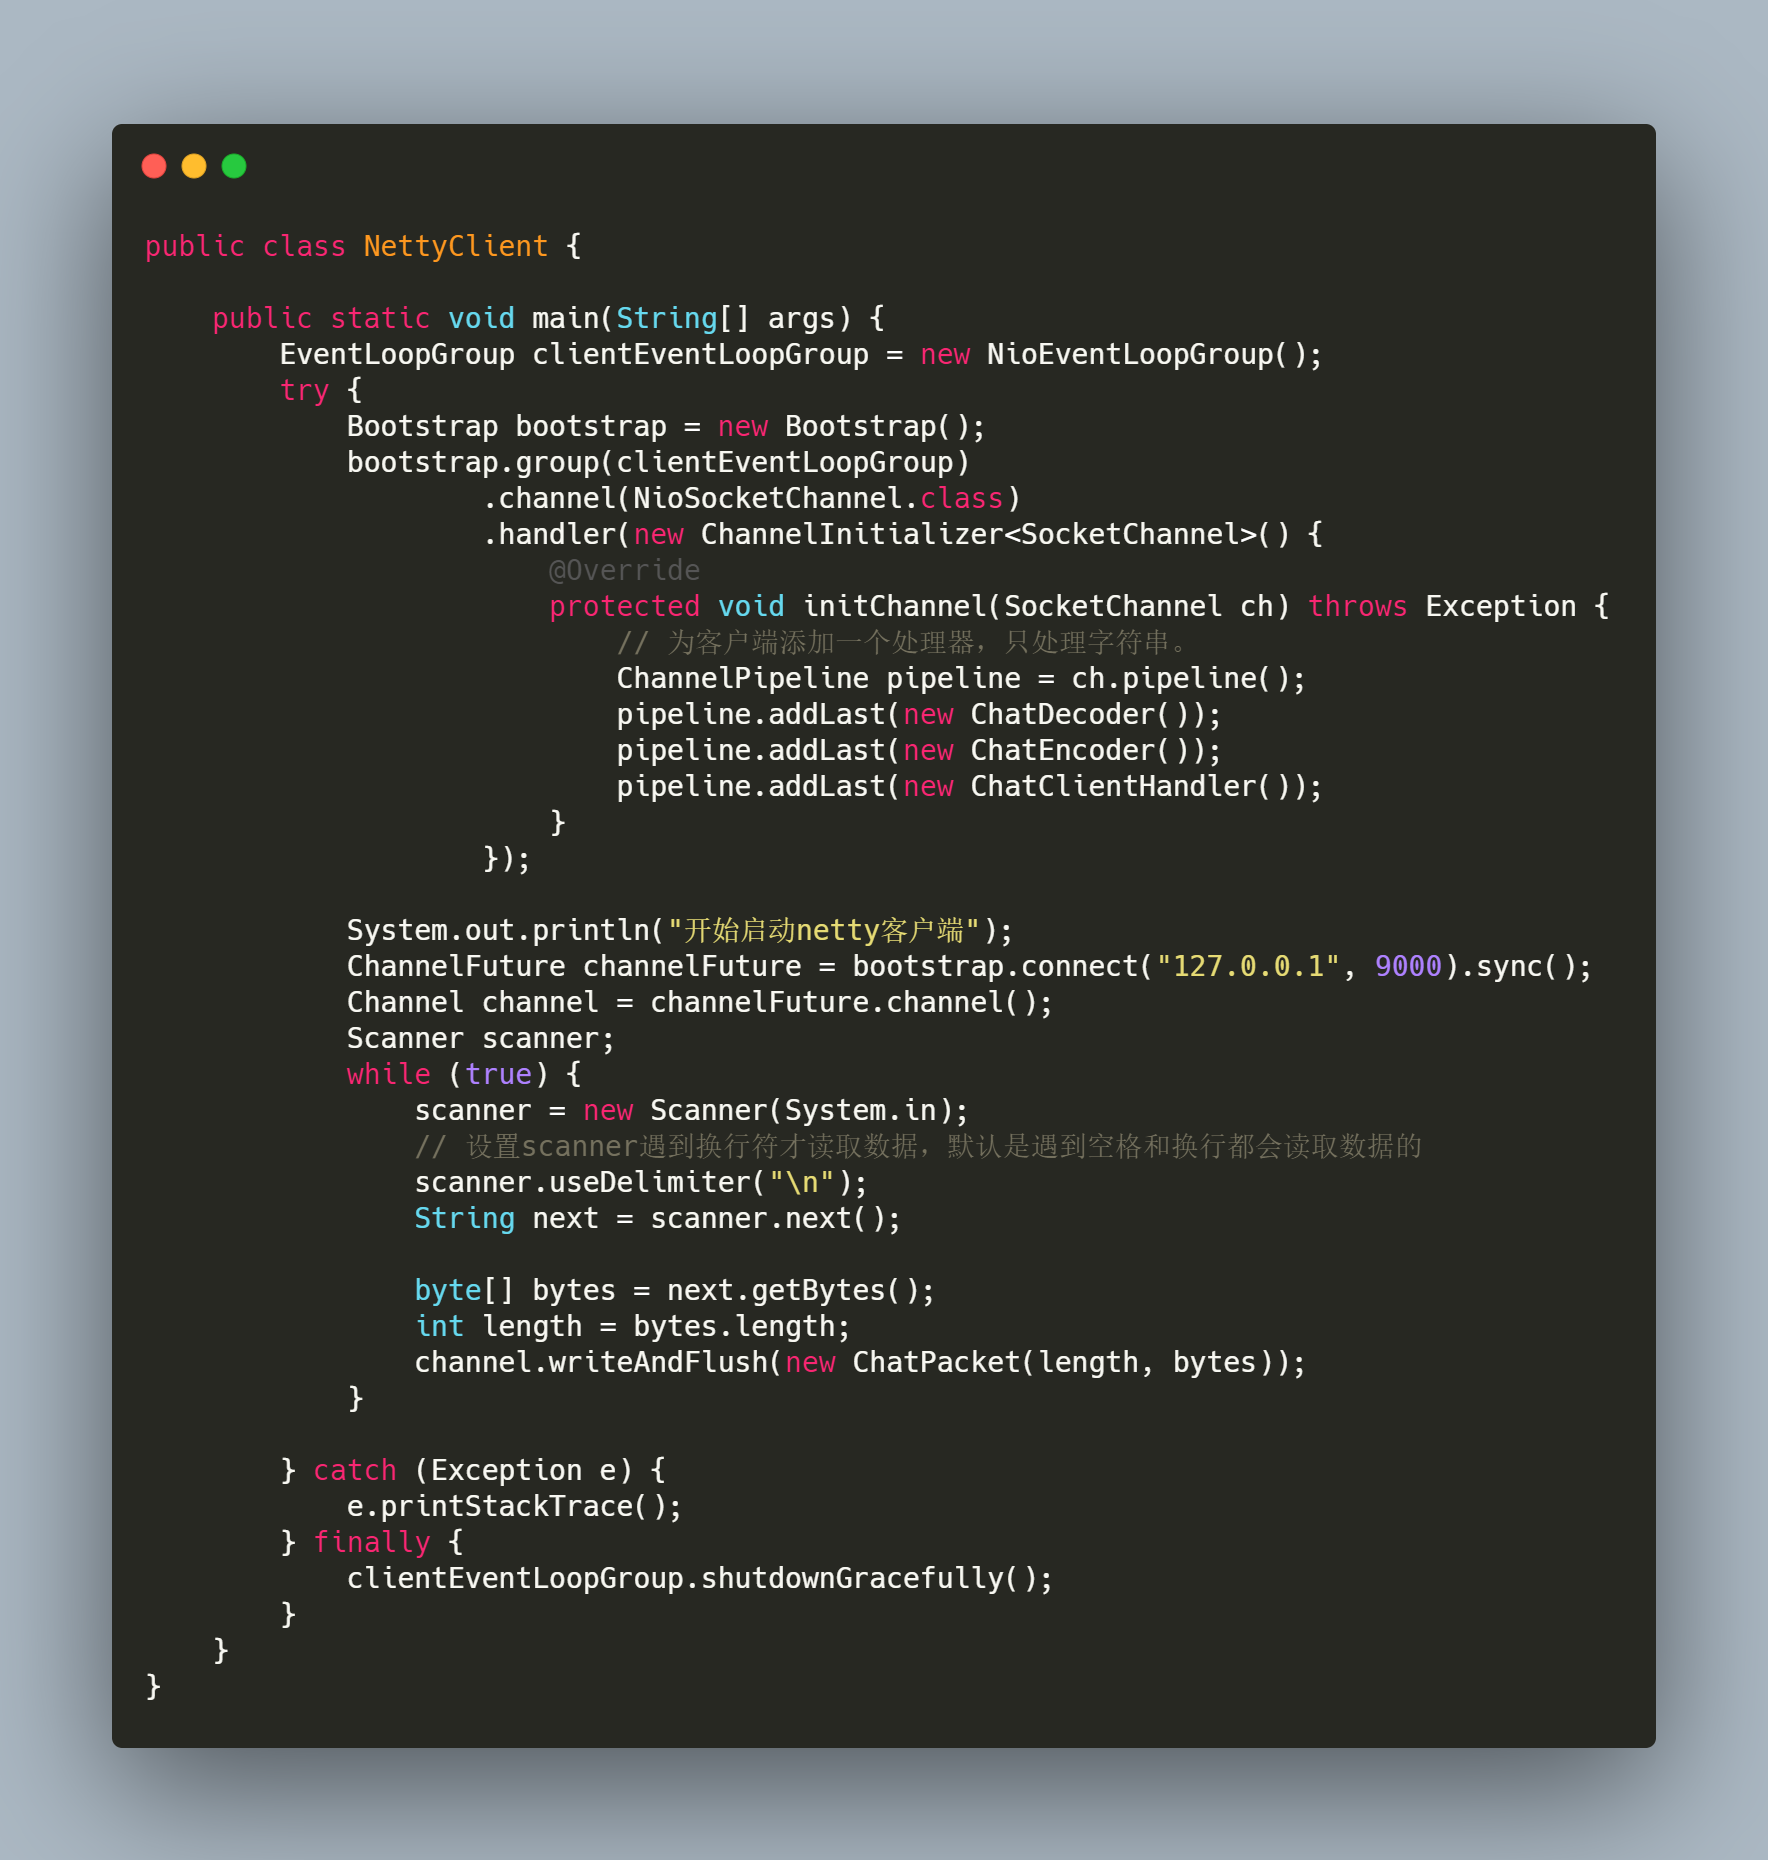 public class NettyClient {
public static void main(String[] args) {
EventLoopGroup clientEventLoopGroup = new NioEventLoopGroup();
try {
Bootstrap bootstrap = new Bootstrap();
bootstrap.group(clientEventLoopGroup)
.channel(NioSocketChannel.class)
.handler(new ChannelInitializer<SocketChannel>() {
@Override
protected void initChannel(SocketChannel ch) throws Exception {
// 为客户端添加一个处理器，只处理字符串。
ChannelPipeline pipeline = ch.pipeline();
pipeline.addLast(new ChatDecoder());
pipeline.addLast(new ChatEncoder());
pipeline.addLast(new ChatClientHandler());
}
});
System.out.println("开始启动netty客户端");
ChannelFuture channelFuture = bootstrap.connect("127.0.0.1", 9000).sync();
Channel channel = channelFuture.channel();
Scanner scanner;
while (true) {
scanner = new Scanner(System.in);
// 设置scanner遇到换行符才读取数据，默认是遇到空格和换行都会读取数据的
scanner.useDelimiter("\n");
String next = scanner.next();
byte[] bytes = next.getBytes();
int length = bytes.length;
channel.writeAndFlush(new ChatPacket(length, bytes));
}
} catch (Exception e) {
e.printStackTrace();
} finally {
clientEventLoopGroup.shutdownGracefully();
}
}
}